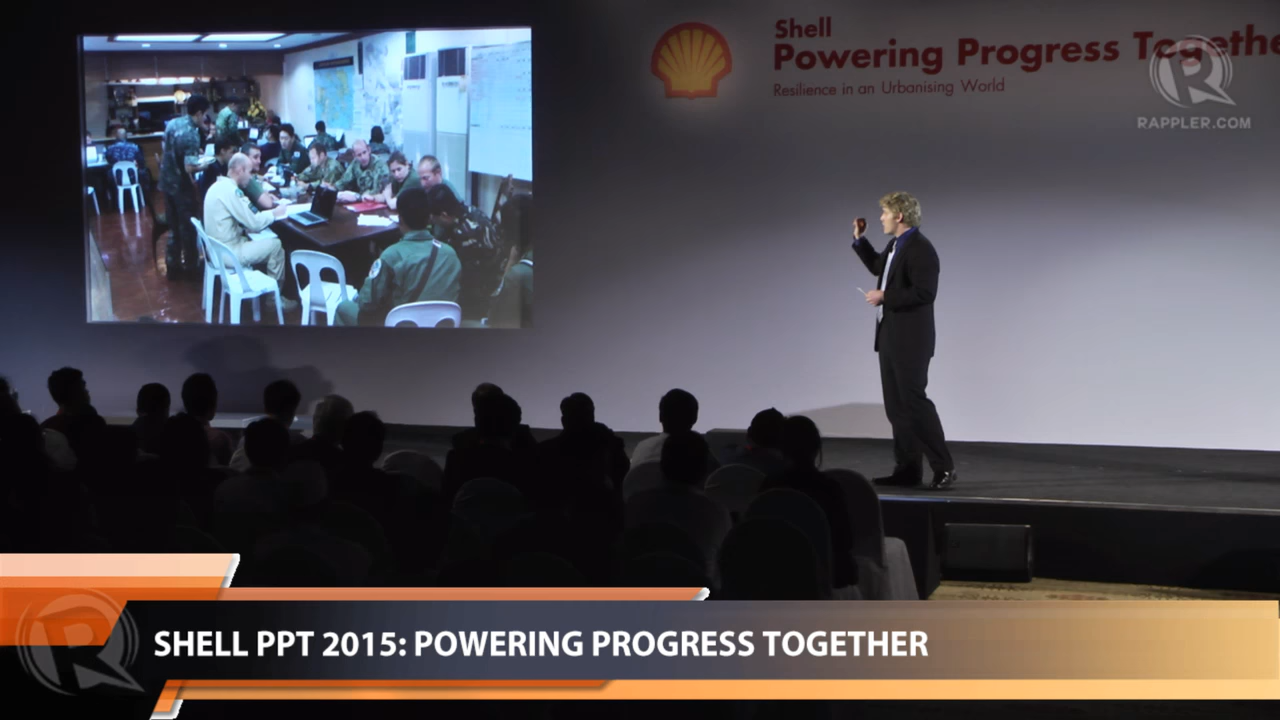 Shell
Powering Progress Togethe
Resilience in an Urbanising World
R
RAPPLER.COM
R
SHELL PPT 2015: POWERING PROGRESS TOGETHER